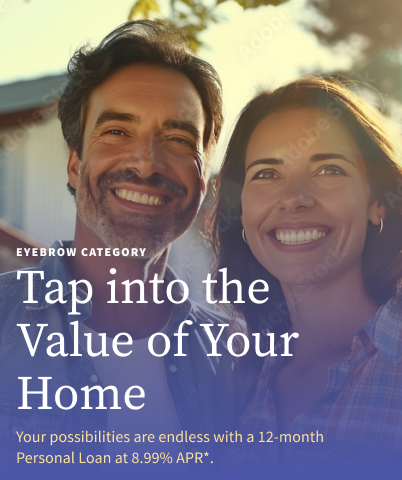 EYEBROW CATEGORY
Tap into the
Value of Your
Home
Your possibilities are endless with a 12-month
Personal Loan at 8.99% APR*.